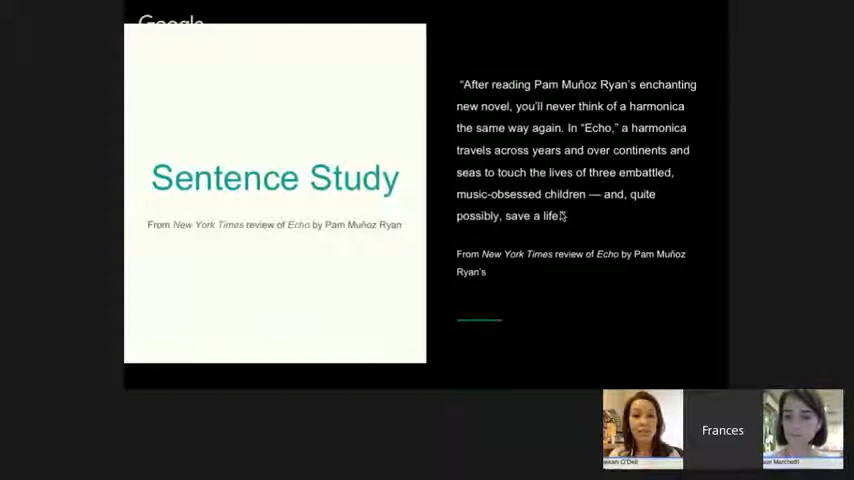 Google
Sentence Study
From New York Times review of Echo by Pam Muñoz Ryan
“After reading Pam Muñoz Ryan’s enchanting
new novel, you’ll never think of a harmonica
the same way again. In “Echo,” a harmonica
travels across years and over continents and
seas to touch the lives of three embattled,
music-obsessed children — and, quite
possibly, save a life
From New York Times review of Echo by Pam Muñoz
Ryan’s
Frances
O'Dell
Marchetti